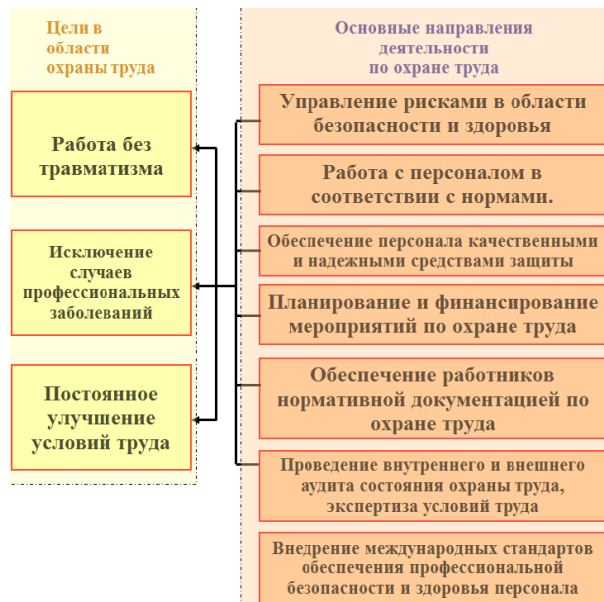 Цели в
области
охраны труда
Работа без
травматизма
Исключение
случаев
профессиональных
заболеваний
Постоянное
улучшение
условий труда
Основные направления
деятельности
по охране труда
Управление рисками в области
безопасности и здоровья
Работа с персоналом в
соответствии с нормами.
Обеспечение персонала качественными
и надежными средствами защиты
Планирование и финансирование
мероприятий по охране труда
Обеспечение работников
нормативной документацией по
охране труда
Проведение внутреннего и внешнего
аудита состояния охраны труда,
экспертиза условий труда
Внедрение международных стандартов
обеспечения профессиональной
безопасности и здоровья персонала